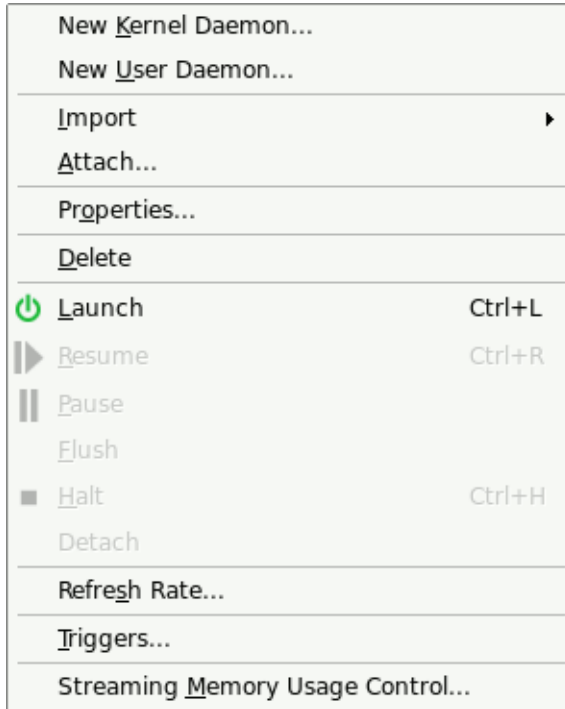 New Kernel Daemon...
New User Daemon...
Import
Attach...
Properties...
Delete
Launch Ctrl+L
Resume Ctrl+R
Pause
Flush
Halt Ctrl+H
Detach
Refresh Rate...
Triggers...
Streaming Memory Usage Control...